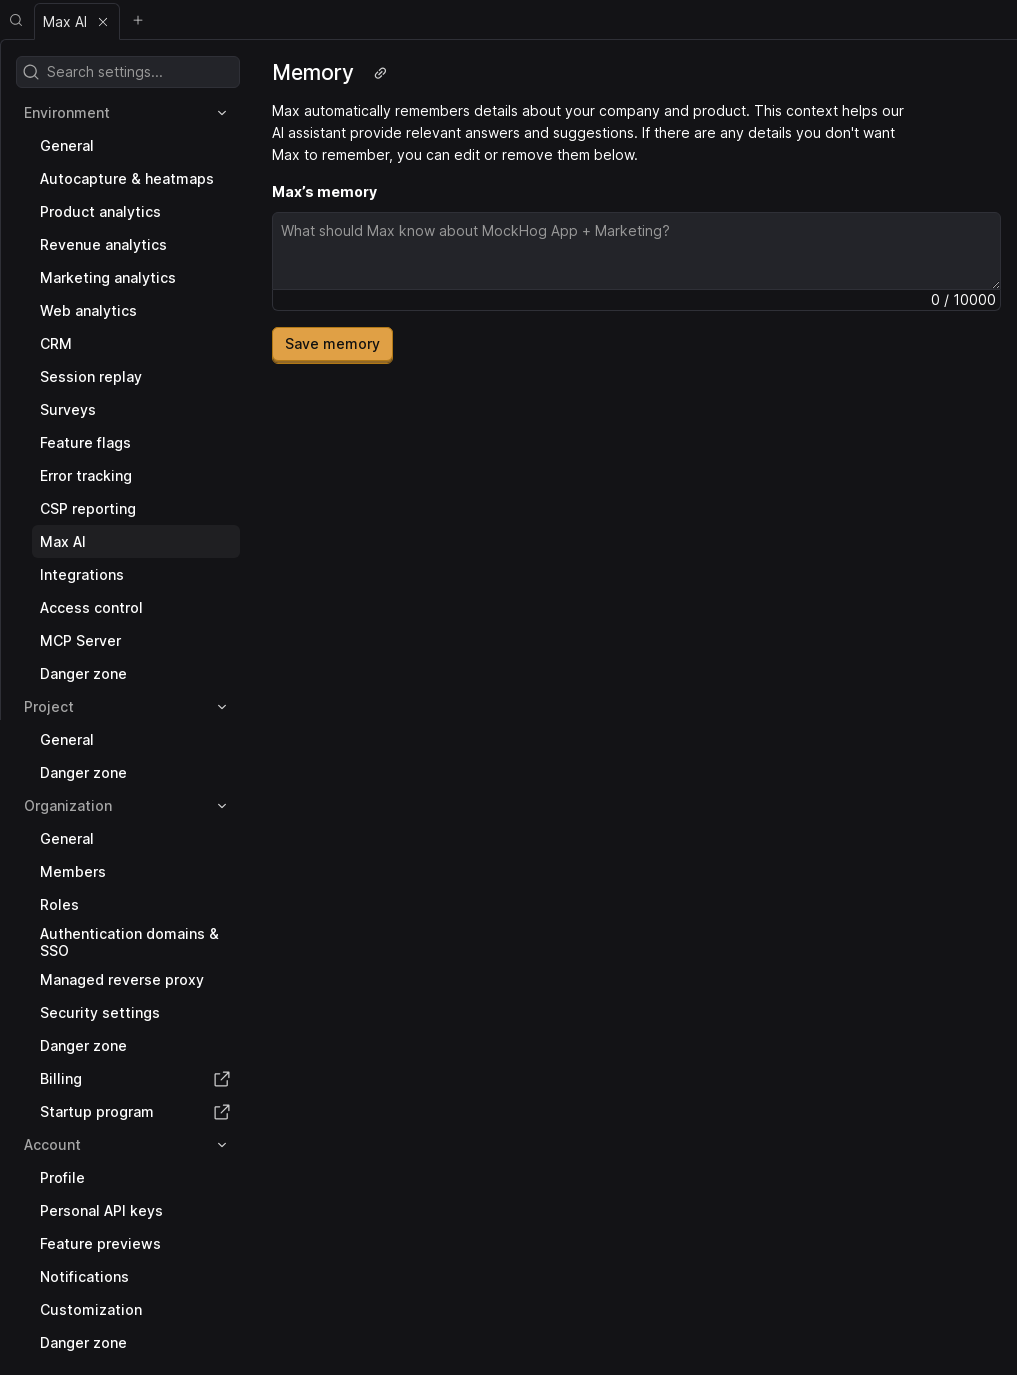 Max AI
Search settings...
Environment
General
Autocapture & heatmaps
Product analytics
Revenue analytics
Marketing analytics
Web analytics
CRM
Session replay
Surveys
Feature flags
Error tracking
CSP reporting
Max AI
Integrations
Access control
MCP Server
Danger zone
Project
General
Danger zone
Organization
General
Members
Roles
Authentication domains &
SSO
Managed reverse proxy
Security settings
Danger zone
Billing
Startup program
Account
Profile
Personal API keys
Feature previews
Notifications
Customization
Danger zone
Memory
Max automatically remembers details about your company and product. This context helps our
AI assistant provide relevant answers and suggestions. If there are any details you don't want
Max to remember, you can edit or remove them below.
Max’s memory
What should Max know about MockHog App + Marketing?
0 / 10000
Save memory